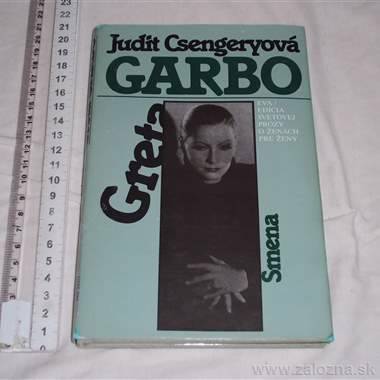 Judit Csengeryová
GARBO
Greta
EVA /
EDÍCIA
SVETOVEJ
PRÓZY
O ŽENÁCH
PRE ŽENY
Smena
www.zalozna.sk